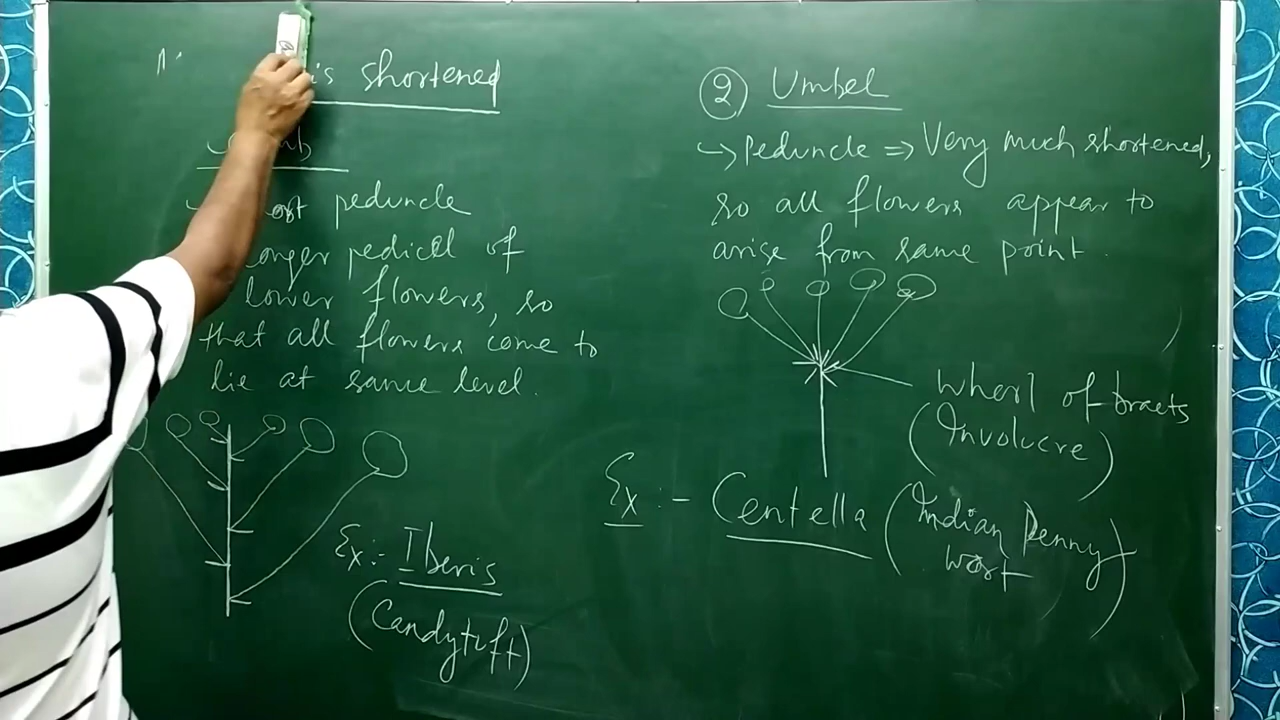 is shortened
peduncle
pedicel of
lower flowers, so
that all flowers come to
lie at same level.
Ex:- Iberis
(Candytuft)
② Umbel
↪ Peduncle ⇒ Very much shortened,
so all flowers appear to
arise from same point.
Whorl of bracts
(Involucre)
Ex:- Centella (Indian Penny
wort)